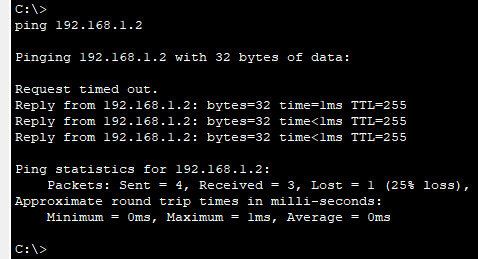 C:\>
ping 192.168.1.2
Pinging 192.168.1.2 with 32 bytes of data:
Request timed out.
Reply from 192.168.1.2: bytes=32 time=1ms TTL=255
Reply from 192.168.1.2: bytes=32 time<1ms TTL=255
Reply from 192.168.1.2: bytes=32 time<1ms TTL=255
Ping statistics for 192.168.1.2:
Packets: Sent = 4, Received = 3, Lost = 1 (25% loss),
Approximate round trip times in milli-seconds:
Minimum = 0ms, Maximum = 1ms, Average = 0ms
C:\>